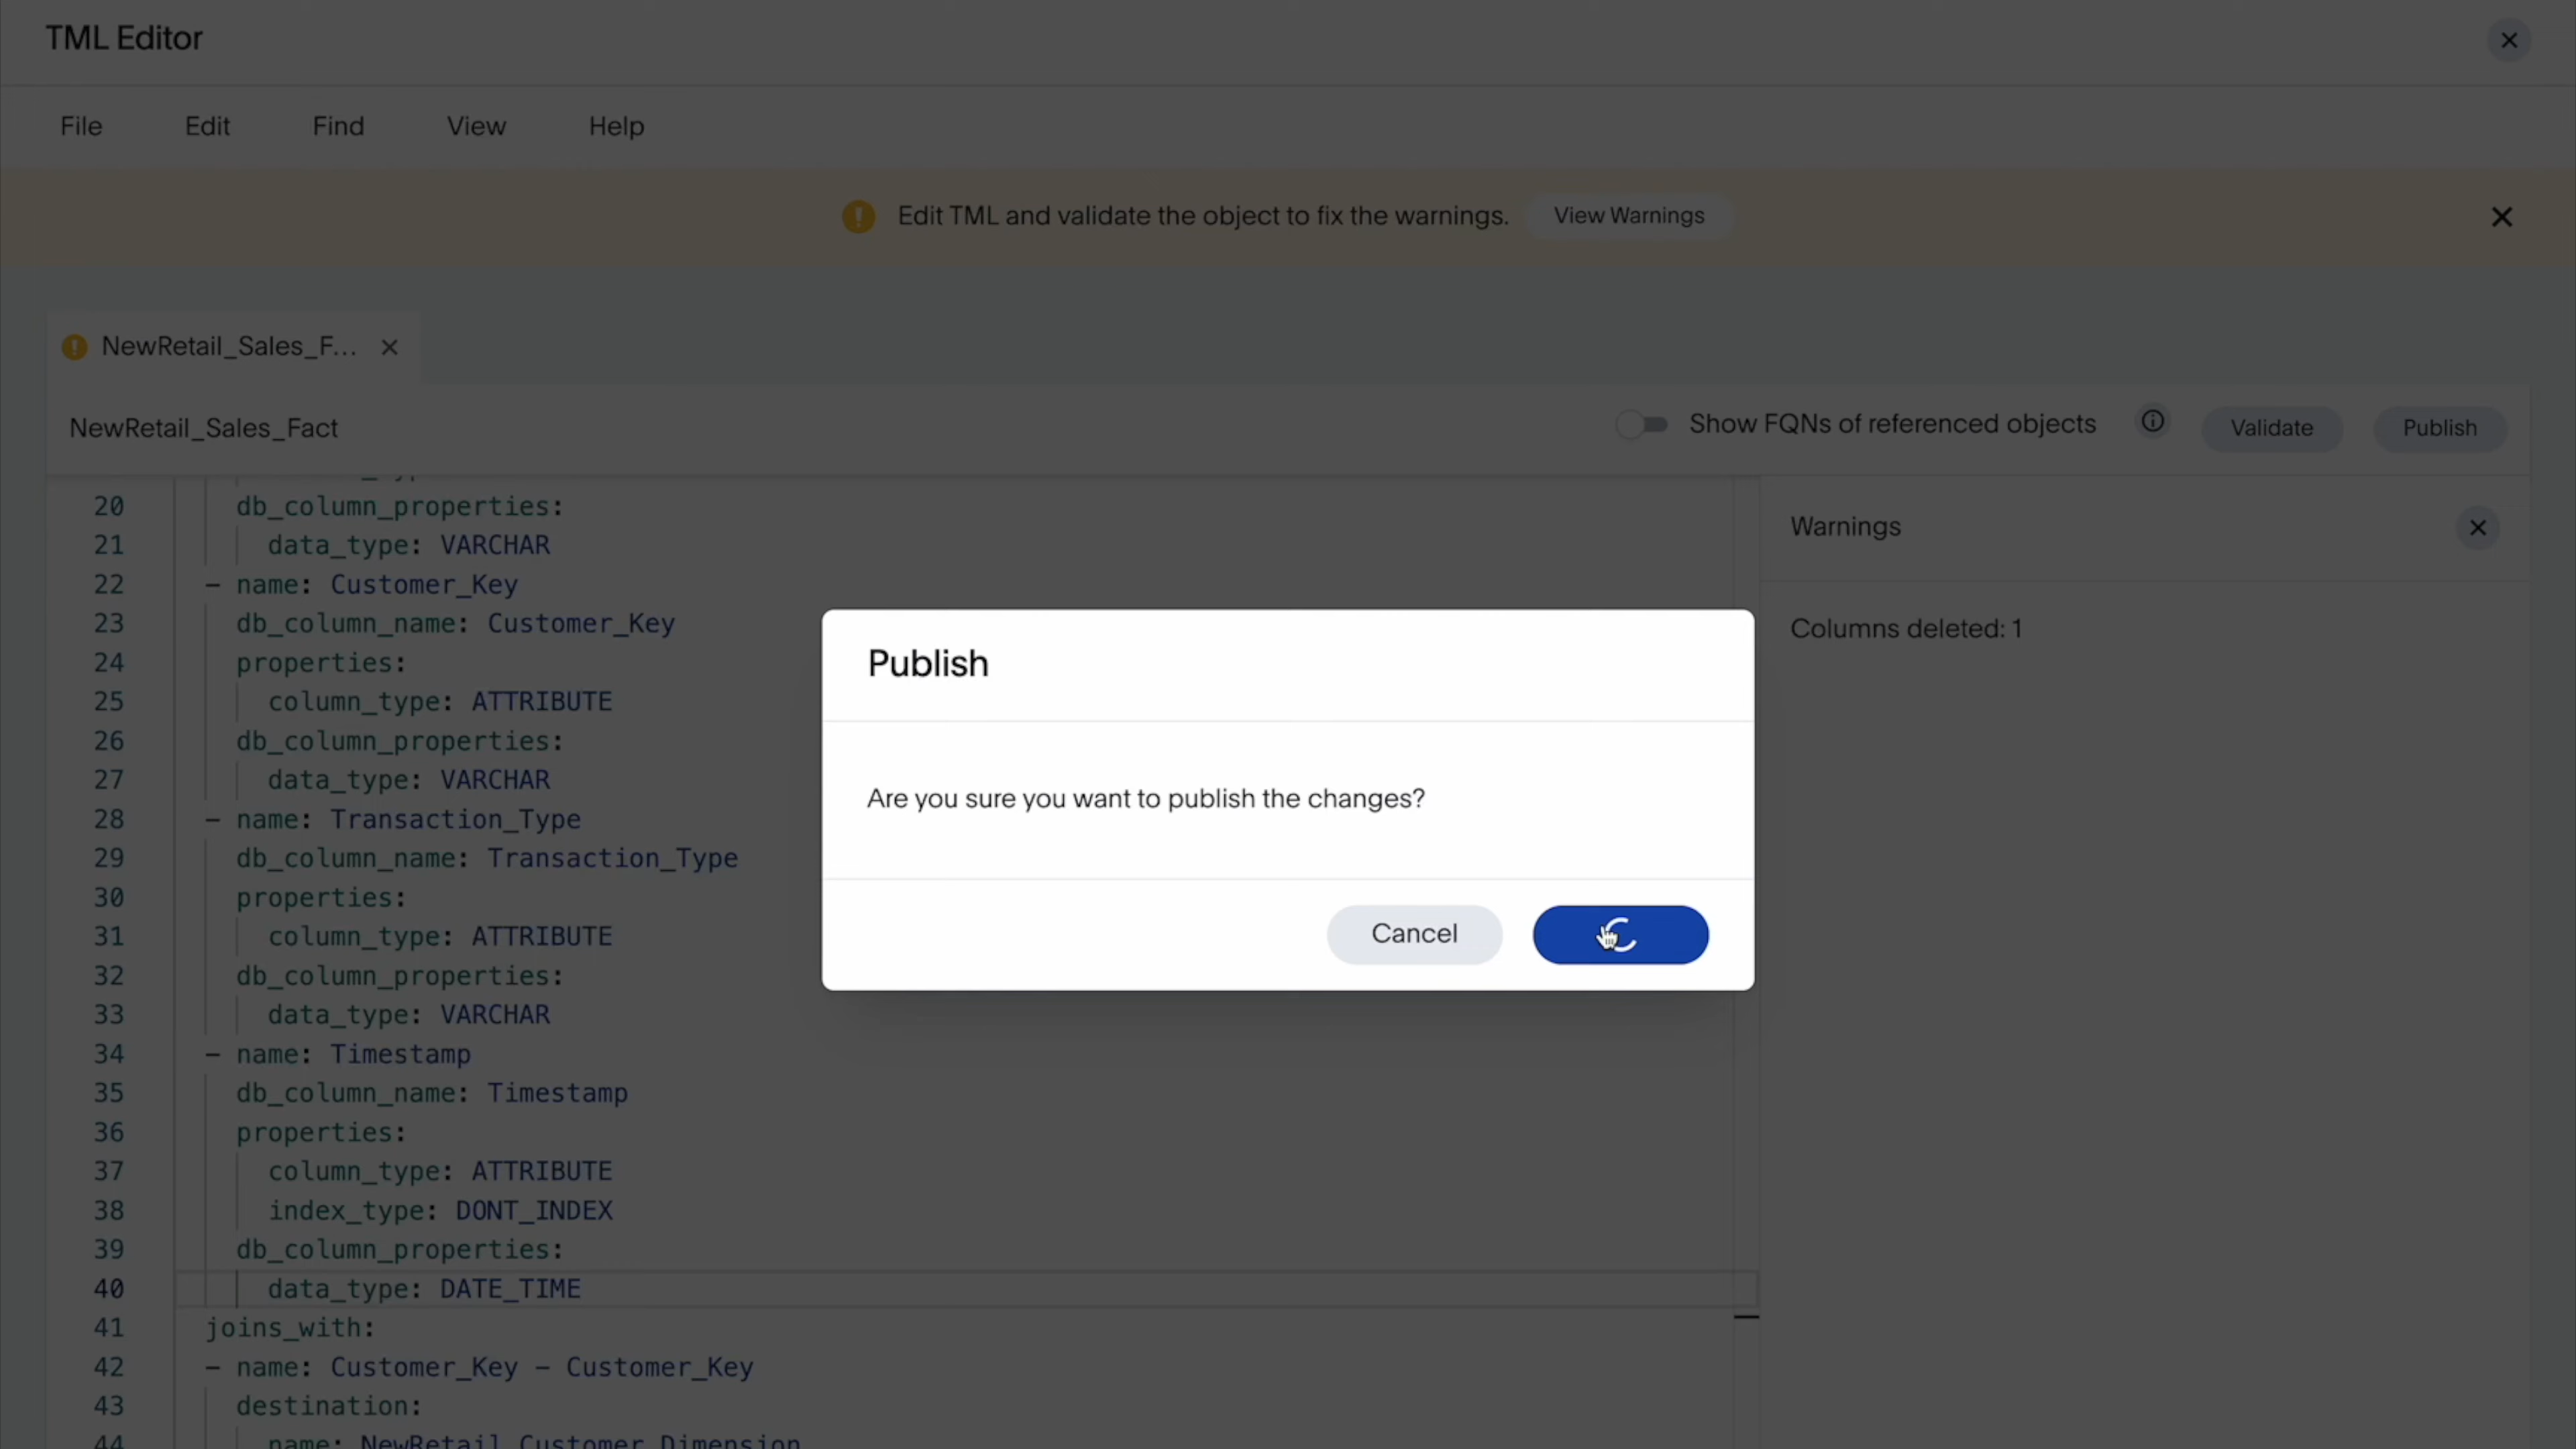 TML Editor
File Edit Find View Help
Edit TML and validate the object to fix the warnings. View Warnings
NewRetail_Sales_F...
NewRetail_Sales_Fact
Show FQNs of referenced objects Validate Publish
20 db_column_properties:
21 data_type: VARCHAR
22 - name: Customer_Key
23 db_column_name: Customer_Key
24 properties:
25 column_type: ATTRIBUTE
26 db_column_properties:
27 data_type: VARCHAR
28 - name: Transaction_Type
29 db_column_name: Transaction_Type
30 properties:
31 column_type: ATTRIBUTE
32 db_column_properties:
33 data_type: VARCHAR
34 - name: Timestamp
35 db_column_name: Timestamp
36 properties:
37 column_type: ATTRIBUTE
38 index_type: DONT_INDEX
39 db_column_properties:
40 data_type: DATE_TIME
41 joins_with:
42 - name: Customer_Key - Customer_Key
43 destination:
44 name: NewRetail_Customer_Dimension
Warnings
Columns deleted: 1
Publish
Are you sure you want to publish the changes?
Cancel